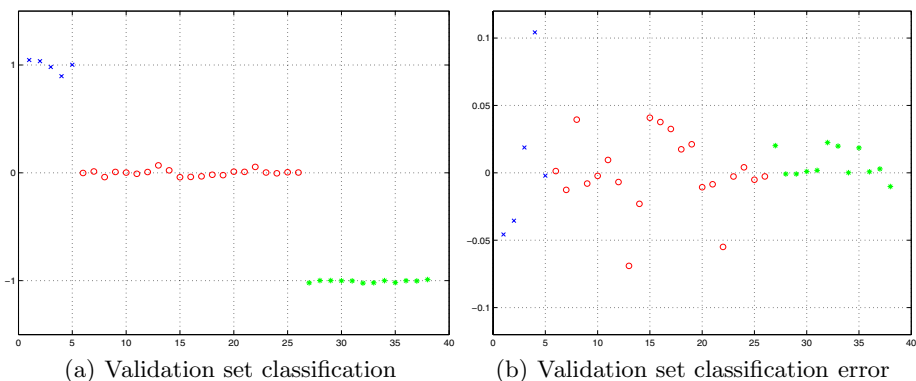 1
0
−1
0 5 10 15 20 25 30 35 40
(a) Validation set classification
0.1
0.05
0
−0.05
−0.1
0 5 10 15 20 25 30 35 40
(b) Validation set classification error